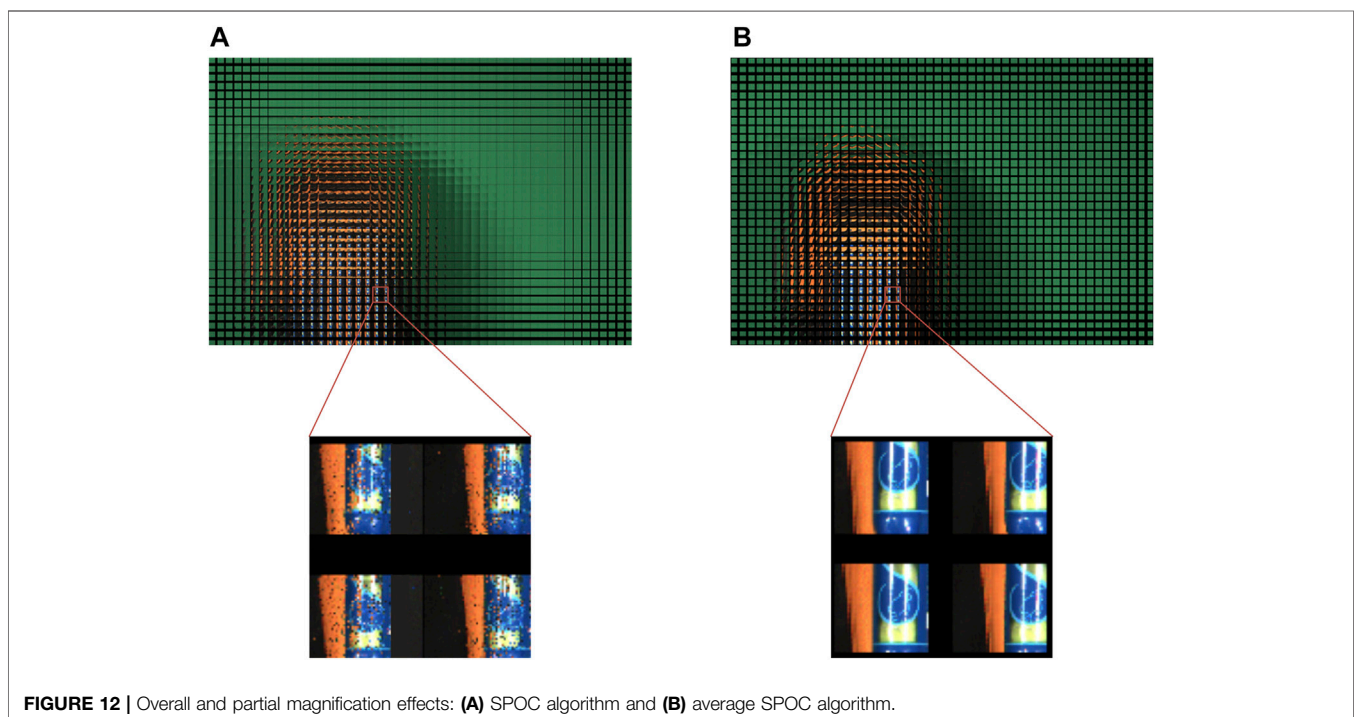 A
B
FIGURE 12 | Overall and partial magnification effects: (A) SPOC algorithm and (B) average SPOC algorithm.